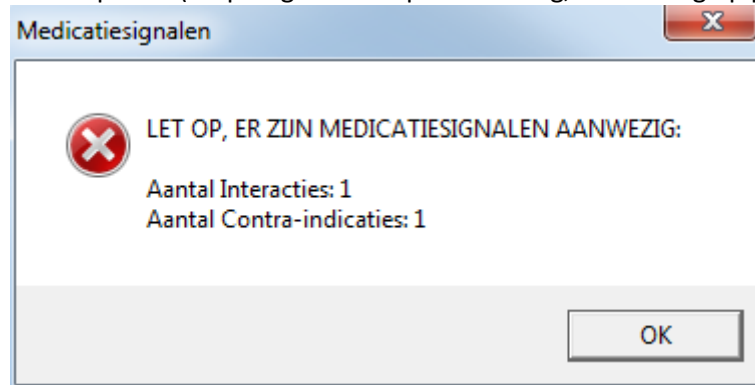 Medicatiesignalen
LET OP, ER ZIJN MEDICATIESIGNALEN AANWEZIG:
Aantal Interacties: 1
Aantal Contra-indicaties: 1
OK